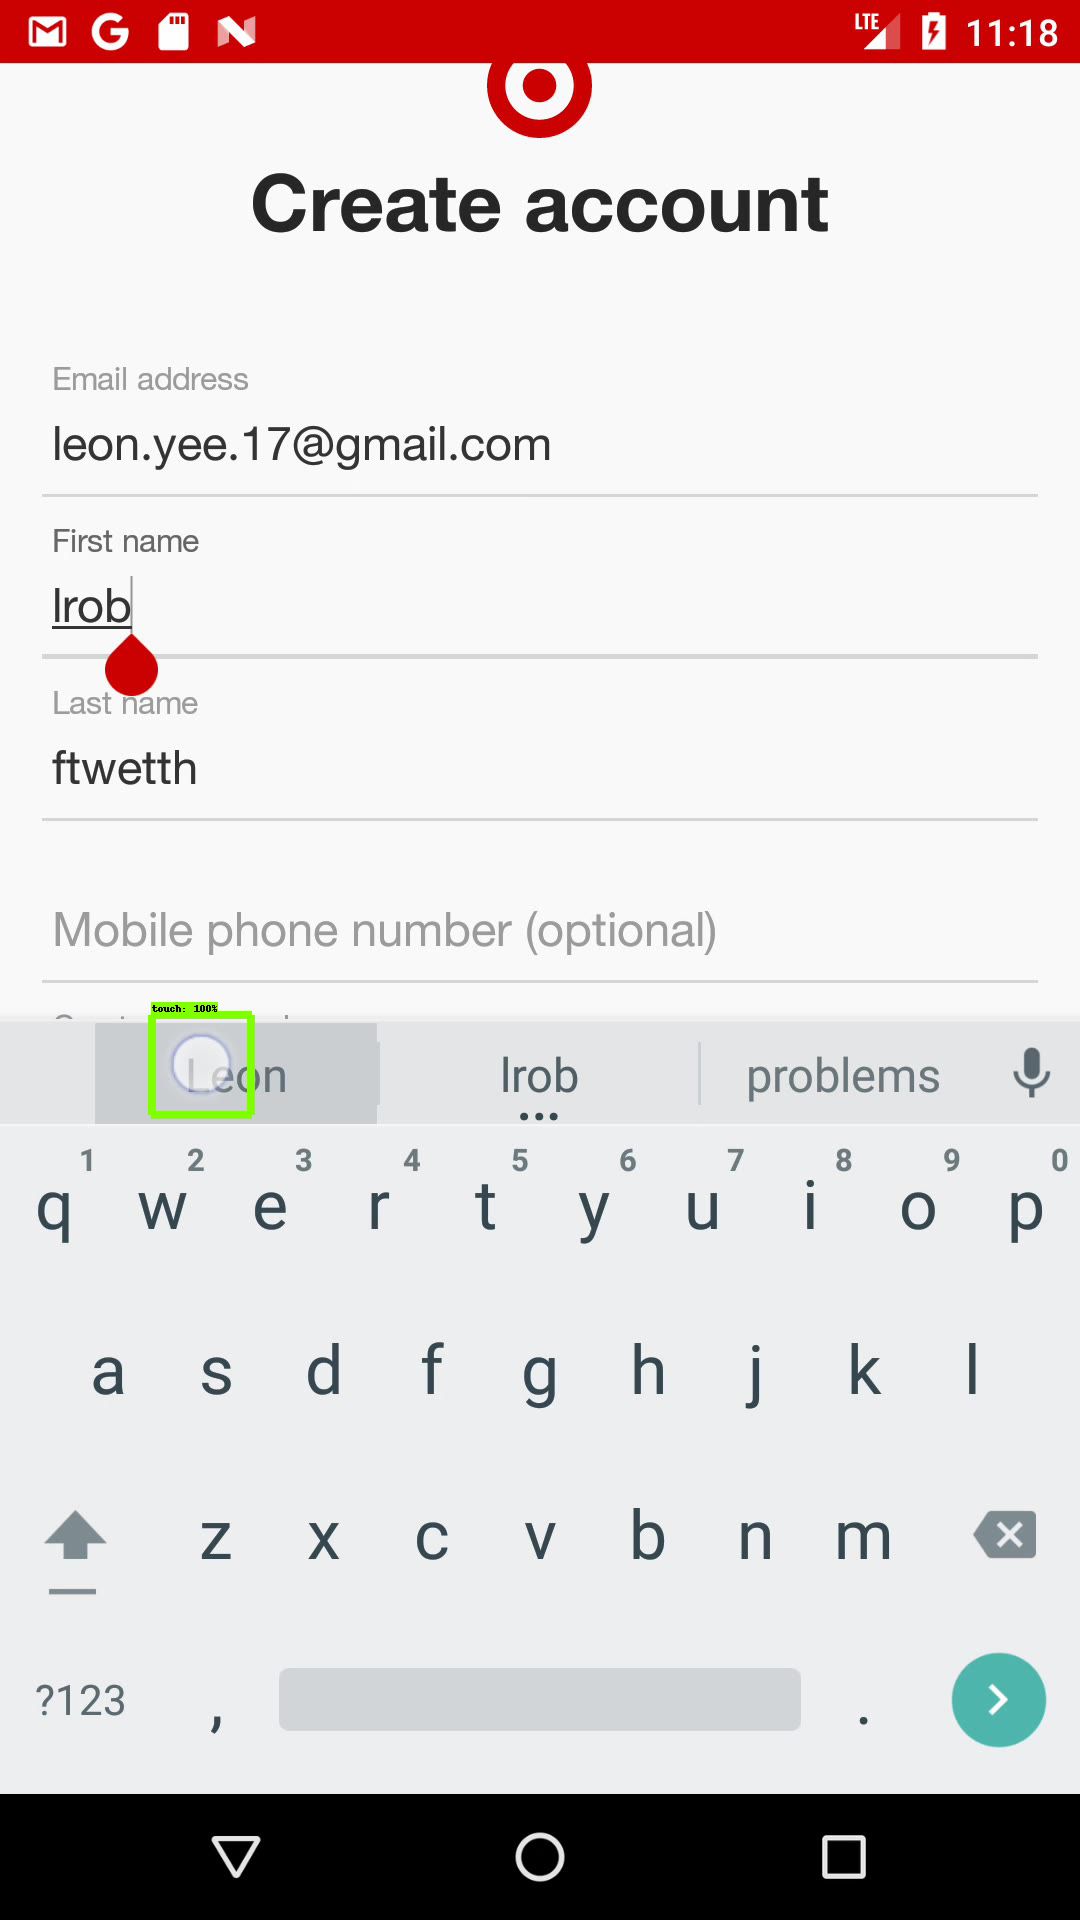 LTE 11:18
Create account
Email address
leon.yee.17@gmail.com
First name
lrob
Last name
ftwetth
Mobile phone number (optional)
touch: 100%
Leon lrob problems
1 2 3 4 5 6 7 8 9 0
q w e r t y u i o p
a s d f g h j k l
z x c v b n m
?123 , .